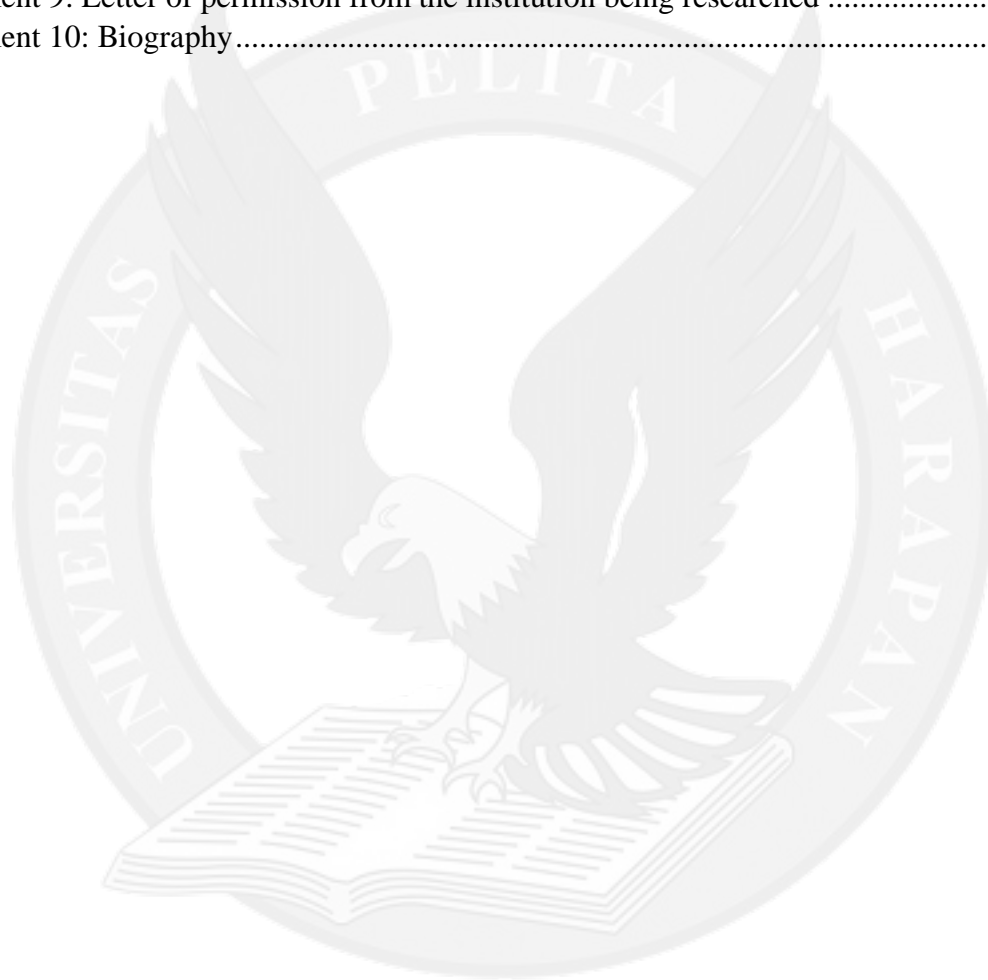 ent 9: Letter of permission from the institution being researched ....................
ent 10: Biography..................................................................................................
UNIVERSITAS PELITA HARAPAN